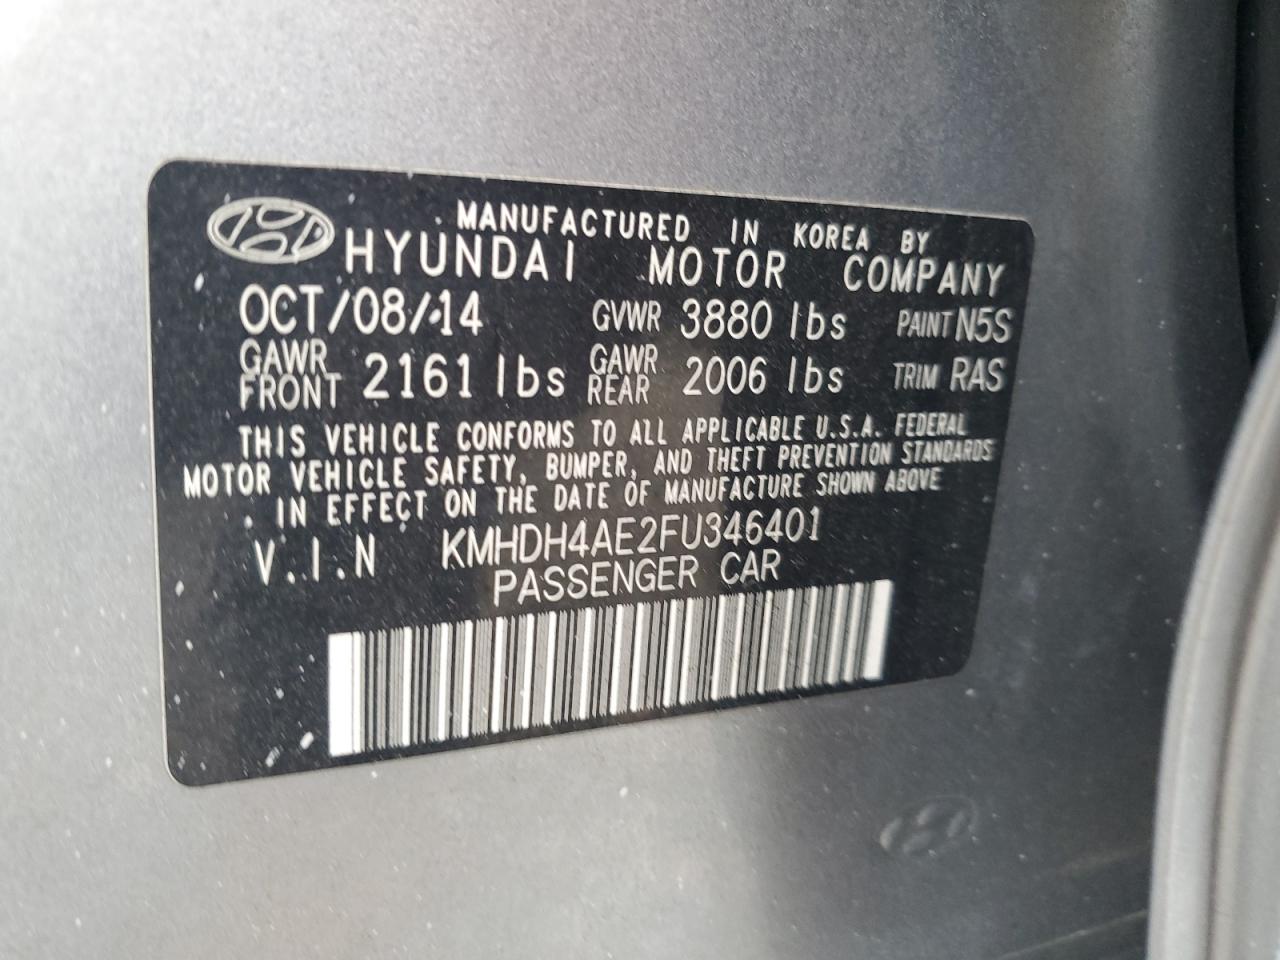 MANUFACTURED IN KOREA BY
HYUNDAI MOTOR COMPANY
OCT/08/14 GVWR 3880 lbs PAINT N5S
GAWR FRONT 2161 lbs GAWR REAR 2006 lbs TRIM RAS
THIS VEHICLE CONFORMS TO ALL APPLICABLE U.S.A. FEDERAL
MOTOR VEHICLE SAFETY, BUMPER, AND THEFT PREVENTION STANDARDS
IN EFFECT ON THE DATE OF MANUFACTURE SHOWN ABOVE
V.I.N KMHDH4AE2FU346401
PASSENGER CAR